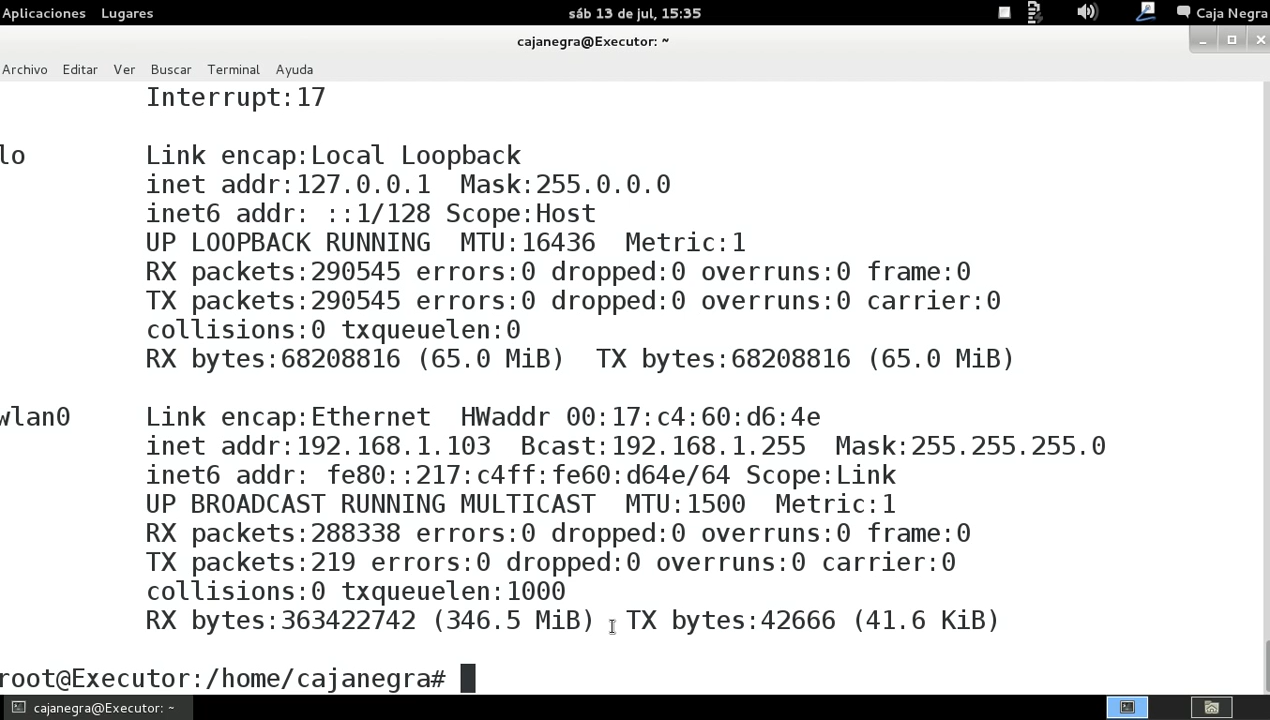 Aplicaciones Lugares sáb 13 de jul, 15:35 Caja Negra
cajanegra@Executor: ~
Archivo Editar Ver Buscar Terminal Ayuda
Interrupt:17
lo Link encap:Local Loopback
inet addr:127.0.0.1 Mask:255.0.0.0
inet6 addr: ::1/128 Scope:Host
UP LOOPBACK RUNNING MTU:16436 Metric:1
RX packets:290545 errors:0 dropped:0 overruns:0 frame:0
TX packets:290545 errors:0 dropped:0 overruns:0 carrier:0
collisions:0 txqueuelen:0
RX bytes:68208816 (65.0 MiB) TX bytes:68208816 (65.0 MiB)
wlan0 Link encap:Ethernet HWaddr 00:17:c4:60:d6:4e
inet addr:192.168.1.103 Bcast:192.168.1.255 Mask:255.255.255.0
inet6 addr: fe80::217:c4ff:fe60:d64e/64 Scope:Link
UP BROADCAST RUNNING MULTICAST MTU:1500 Metric:1
RX packets:288338 errors:0 dropped:0 overruns:0 frame:0
TX packets:219 errors:0 dropped:0 overruns:0 carrier:0
collisions:0 txqueuelen:1000
RX bytes:363422742 (346.5 MiB) TX bytes:42666 (41.6 KiB)
root@Executor:/home/cajanegra#
cajanegra@Executor: ~